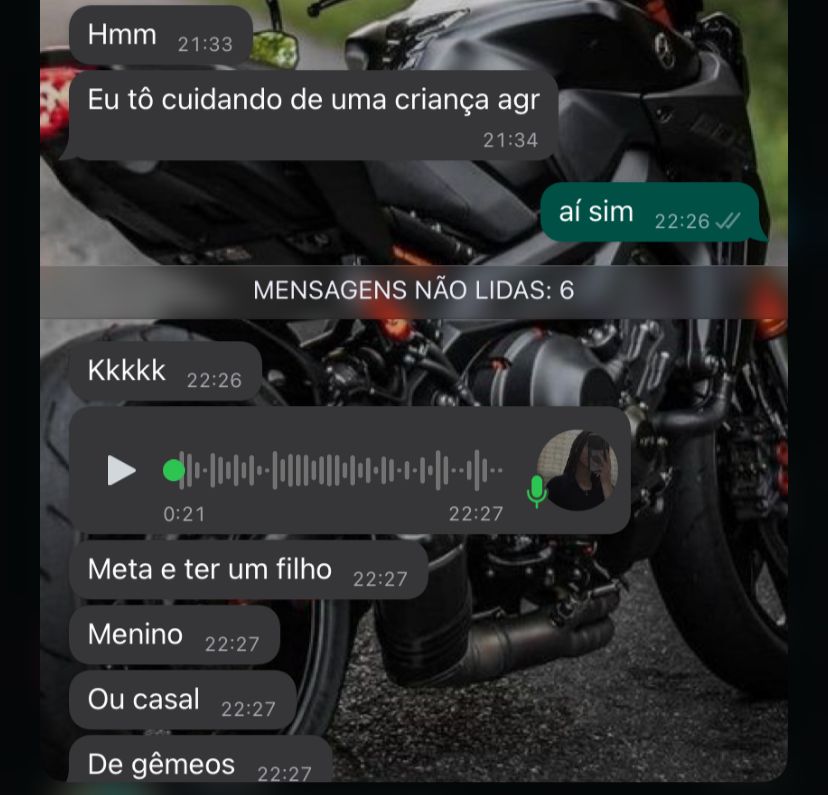 Hmm 21:33
Eu tô cuidando de uma criança agr
21:34
aí sim 22:26
MENSAGENS NÃO LIDAS: 6
Kkkkk 22:26
0:21 22:27
Meta e ter um filho 22:27
Menino 22:27
Ou casal 22:27
De gêmeos 22:27